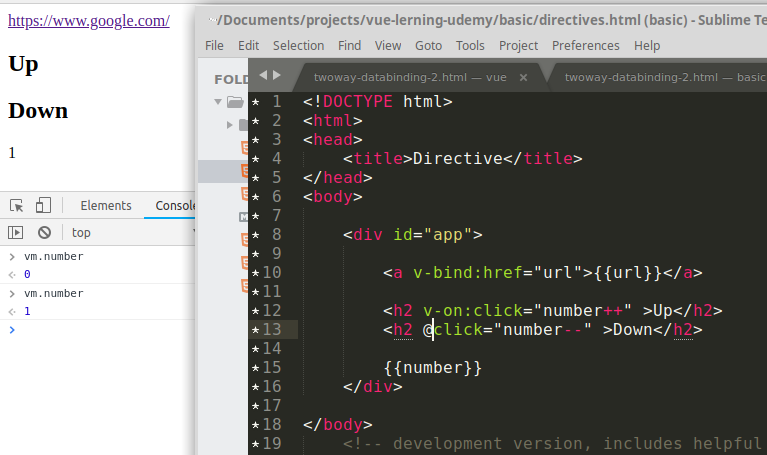 https://www.google.com/
Up
Down
1
Elements
Console
top
> vm.number
<· 0
> vm.number
<· 1
>
~/Documents/projects/vue-lerning-udemy/basic/directives.html (basic) - Sublime Te
File Edit Selection Find View Goto Tools Project Preferences Help
FOLD
twoway-databinding-2.html — vue × twoway-databinding-2.html — basic
* 1 <!DOCTYPE html>
* 2 <html>
* 3 <head>
* 4 <title>Directive</title>
* 5 </head>
* 6 <body>
* 7
* 8 <div id="app">
* 9
* 10 <a v-bind:href="url">{{url}}</a>
* 11
* 12 <h2 v-on:click="number++" >Up</h2>
* 13 <h2 @click="number--" >Down</h2>
* 14
* 15 {{number}}
* 16 </div>
* 17
* 18 </body>
* 19 <!-- development version, includes helpful